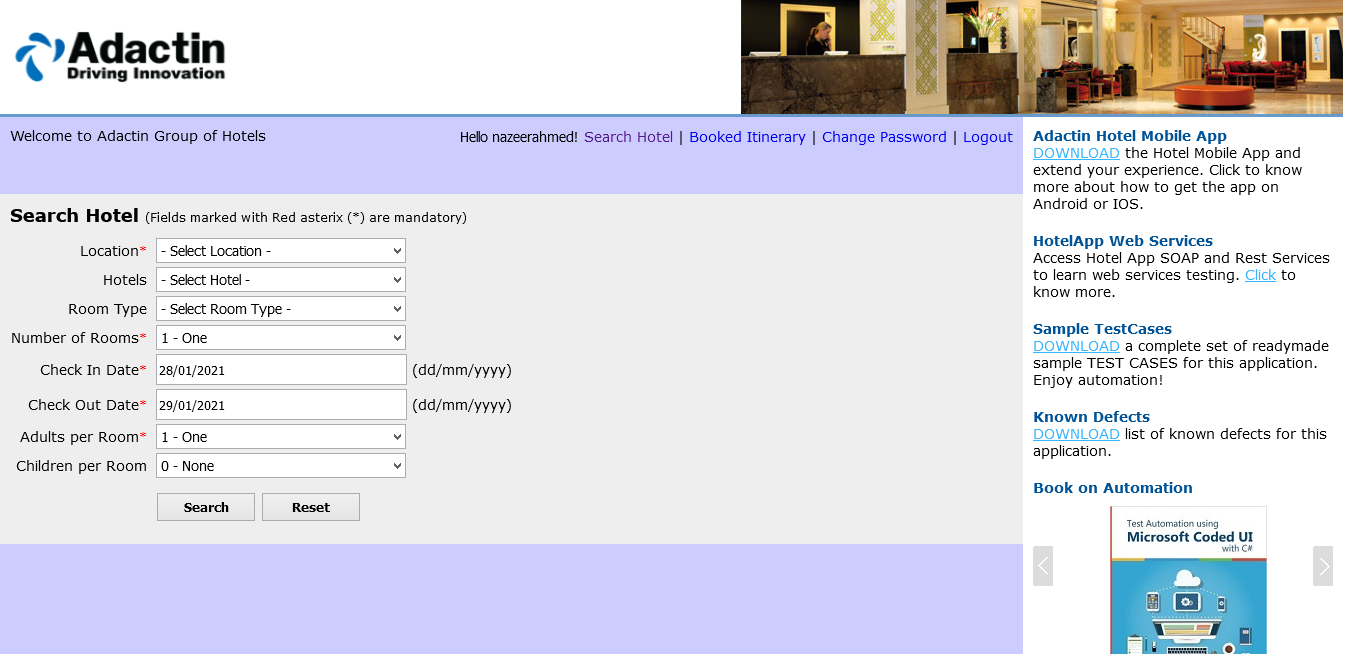 Adactin
Driving Innovation
Welcome to Adactin Group of Hotels
Hello nazeerahmed! Search Hotel | Booked Itinerary | Change Password | Logout
Search Hotel (Fields marked with Red asterix (*) are mandatory)
Location* - Select Location -
Hotels - Select Hotel -
Room Type - Select Room Type -
Number of Rooms* 1 - One
Check In Date* 28/01/2021 (dd/mm/yyyy)
Check Out Date* 29/01/2021 (dd/mm/yyyy)
Adults per Room* 1 - One
Children per Room 0 - None
Search Reset
Adactin Hotel Mobile App
DOWNLOAD the Hotel Mobile App and
extend your experience. Click to know
more about how to get the app on
Android or IOS.
HotelApp Web Services
Access Hotel App SOAP and Rest Services
to learn web services testing. Click to
know more.
Sample TestCases
DOWNLOAD a complete set of readymade
sample TEST CASES for this application.
Enjoy automation!
Known Defects
DOWNLOAD list of known defects for this
application.
Book on Automation
Test Automation using
Microsoft Coded UI
with C#